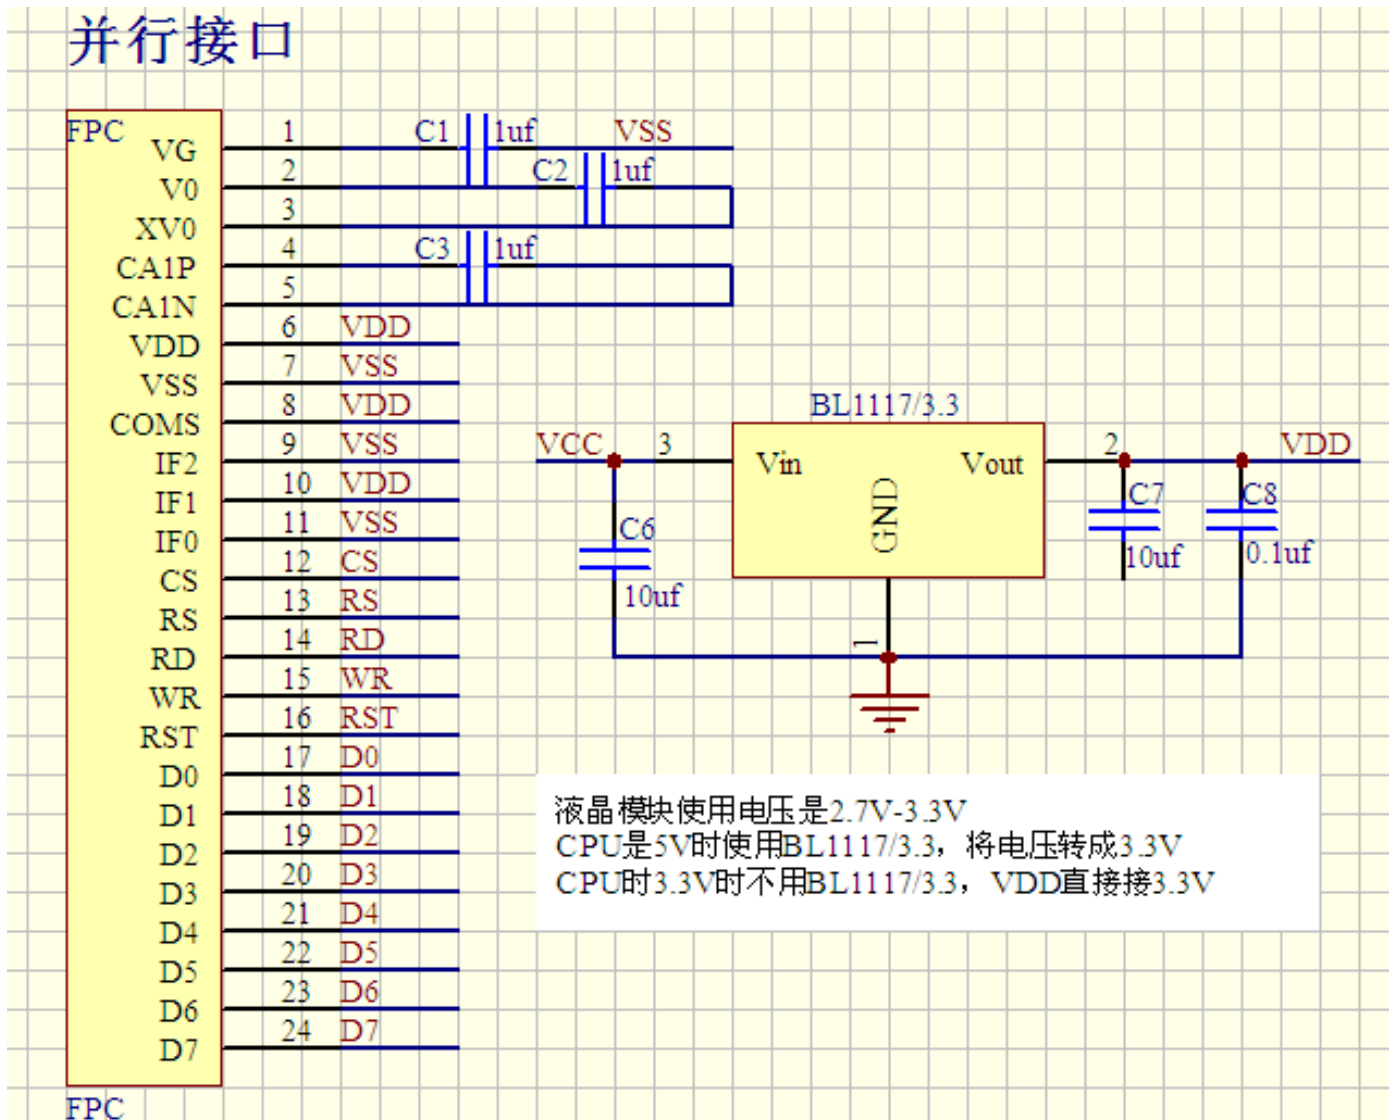 并行接口
FPC
VG 1 C1 1uf VSS
V0 2 C2 1uf
XV0 3
CA1P 4 C3 1uf
CA1N 5
VDD 6 VDD
VSS 7 VSS
COMS 8 VDD
IF2 9 VSS
IF1 10 VDD
IF0 11 VSS
CS 12 CS
RS 13 RS
RD 14 RD
WR 15 WR
RST 16 RST
D0 17 D0
D1 18 D1
D2 19 D2
D3 20 D3
D4 21 D4
D5 22 D5
D6 23 D6
D7 24 D7
FPC
BL1117/3.3
VCC 3 Vin Vout 2 VDD
GND
C6
10uf
C7
10uf
C8
0.1uf
1
液晶模块使用电压是2.7V-3.3V
CPU是5V时使用BL1117/3.3，将电压转成3.3V
CPU时3.3V时不用BL1117/3.3，VDD直接接3.3V